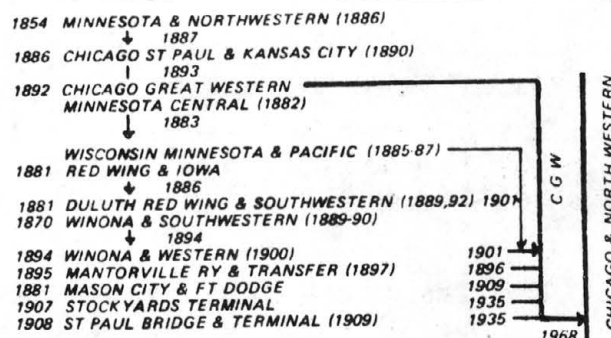 1854 MINNESOTA & NORTHWESTERN (1886)
1887
1886 CHICAGO ST PAUL & KANSAS CITY (1890)
1893
1892 CHICAGO GREAT WESTERN
MINNESOTA CENTRAL (1882)
1883
WISCONSIN MINNESOTA & PACIFIC (1885-87)
1881 RED WING & IOWA
1886
1881 DULUTH RED WING & SOUTHWESTERN (1889,92) 1901
1870 WINONA & SOUTHWESTERN (1889-90)
1894
1894 WINONA & WESTERN (1900) 1901
1895 MANTORVILLE RY & TRANSFER (1897) 1896
1881 MASON CITY & FT DODGE 1909
1907 STOCKYARDS TERMINAL 1935
1908 ST PAUL BRIDGE & TERMINAL (1909) 1935
1968
CGW
CHICAGO & NORTH WESTERN